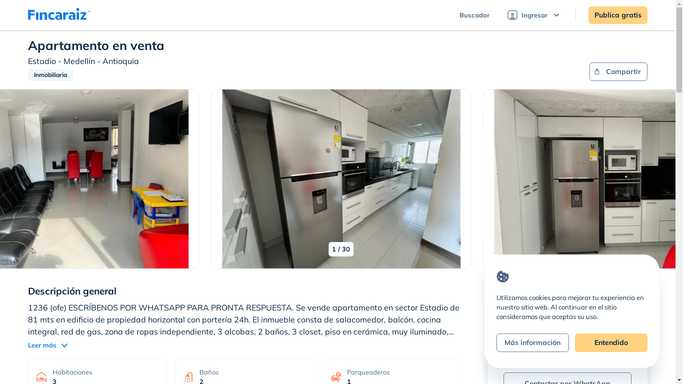 Fincaraiz
Buscador
Ingresar
Publica gratis
Apartamento en venta
Estadio - Medellín - Antioquia
Inmobiliaria
Compartir
1 / 30
Descripción general
1236 (ofe) ESCRÍBENOS POR WHATSAPP PARA PRONTA RESPUESTA. Se vende apartamento en sector Estadio de
81 mts en edificio de propiedad horizontal con portería 24h. El inmueble consta de salacomedor, balcón, cocina
integral, red de gas, zona de ropas independiente, 3 alcobas, 2 baños, 3 closet, piso en cerámica, muy iluminado,...
Leer más
Habitaciones
3
Baños
2
Parqueaderos
1
Utilizamos cookies para mejorar tu experiencia en
nuestro sitio web. Al continuar en el sitio
consideramos que aceptas su uso.
Más información
Entendido
Contactar por WhatsApp